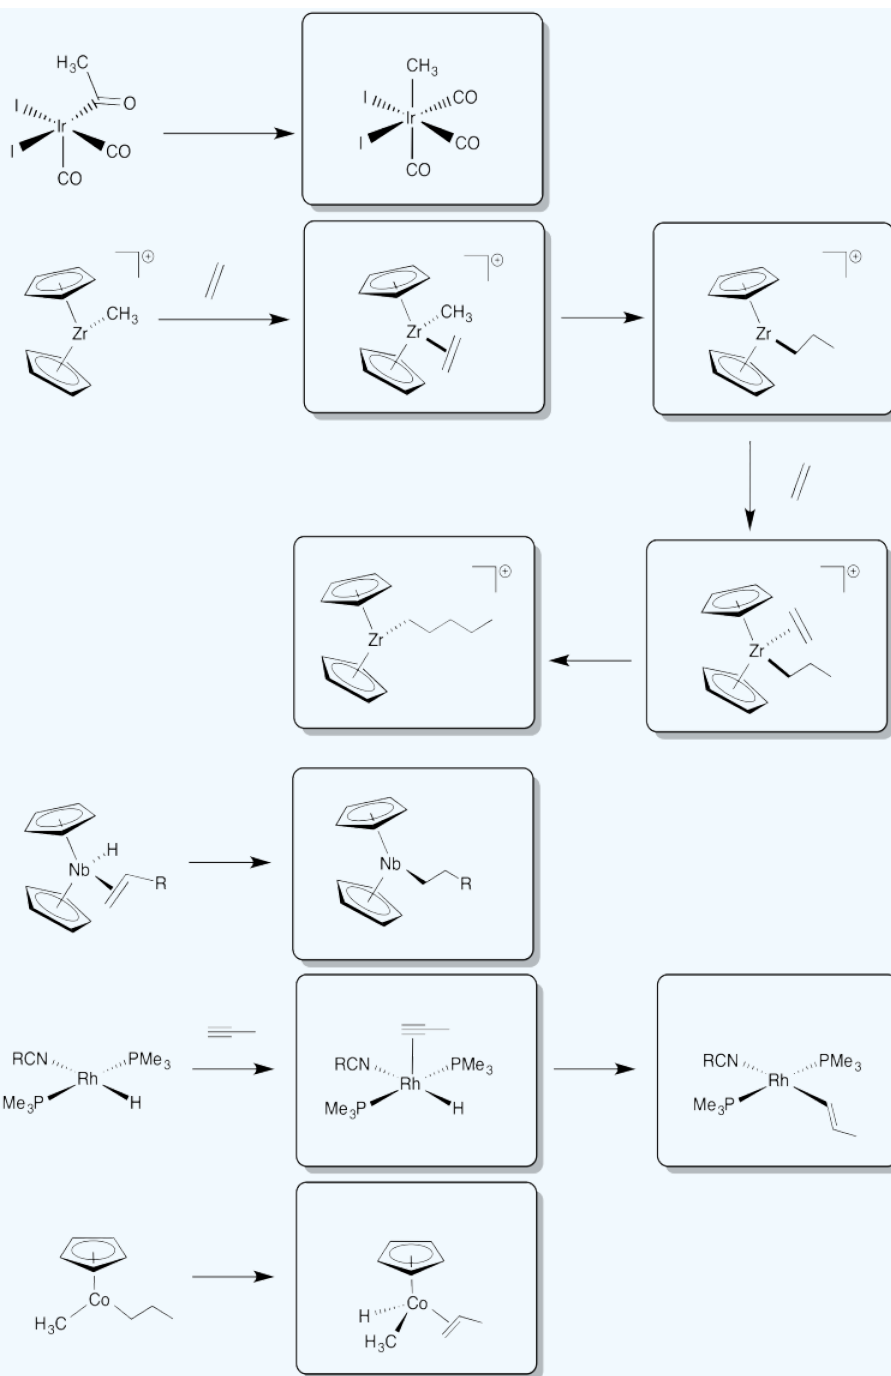 H₃C
CH₃
I
O
I
CO
Ir
Ir
I
CO
I
CO
CO
CO
⊕
⊕
⊕
CH₃
CH₃
Zr
Zr
Zr
⊕
⊕
Zr
Zr
H
Nb
Nb
R
R
RCN
PMe₃
RCN
PMe₃
RCN
PMe₃
Rh
Rh
Rh
Me₃P
H
Me₃P
H
Me₃P
Co
H
Co
H₃C
H₃C